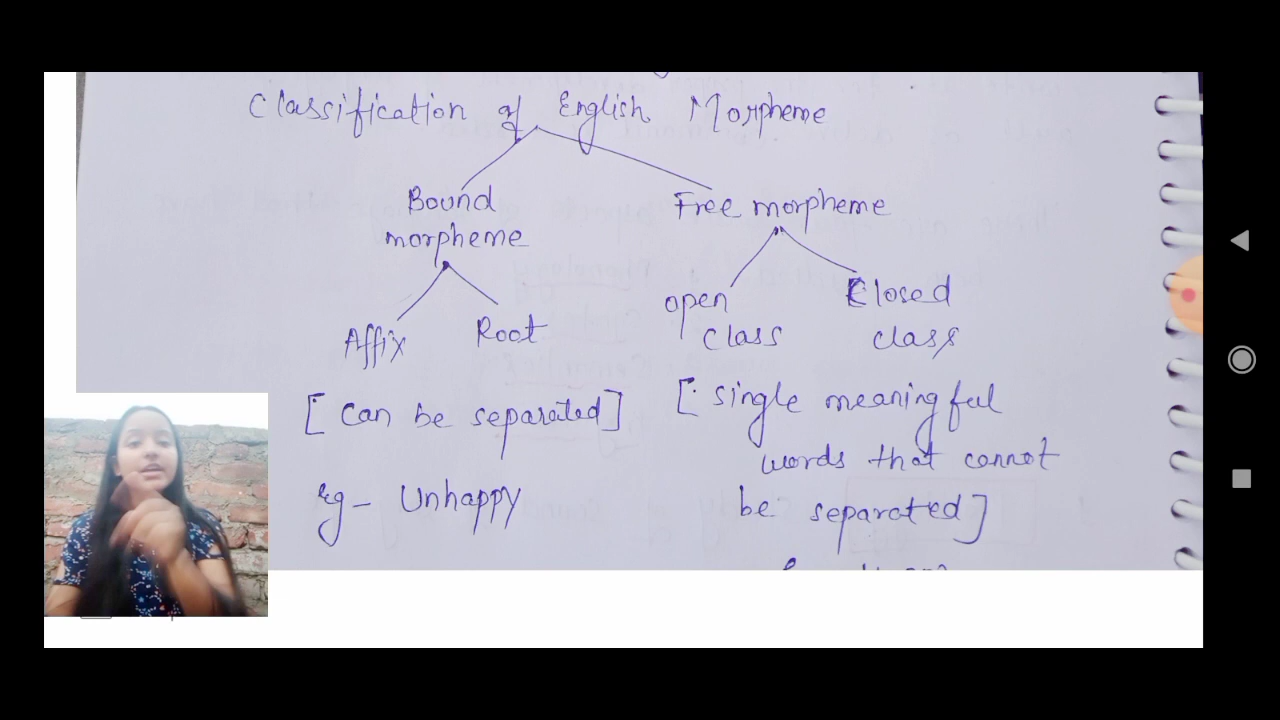 Classification of English Morpheme
Bound
morpheme
Free morpheme
Affix
Root
open
class
Closed
class
[can be separated]
eg- Unhappy
[single meaningful
words that cannot
be separated]